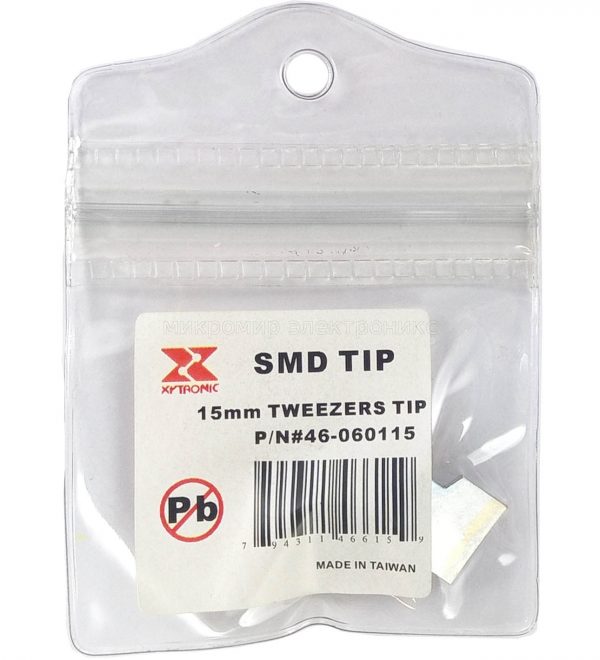 микромир электроникс
XYTRONIC
SMD TIP
15mm TWEEZERS TIP
P/N#46-060115
Pb
7 94311 46615 9
MADE IN TAIWAN